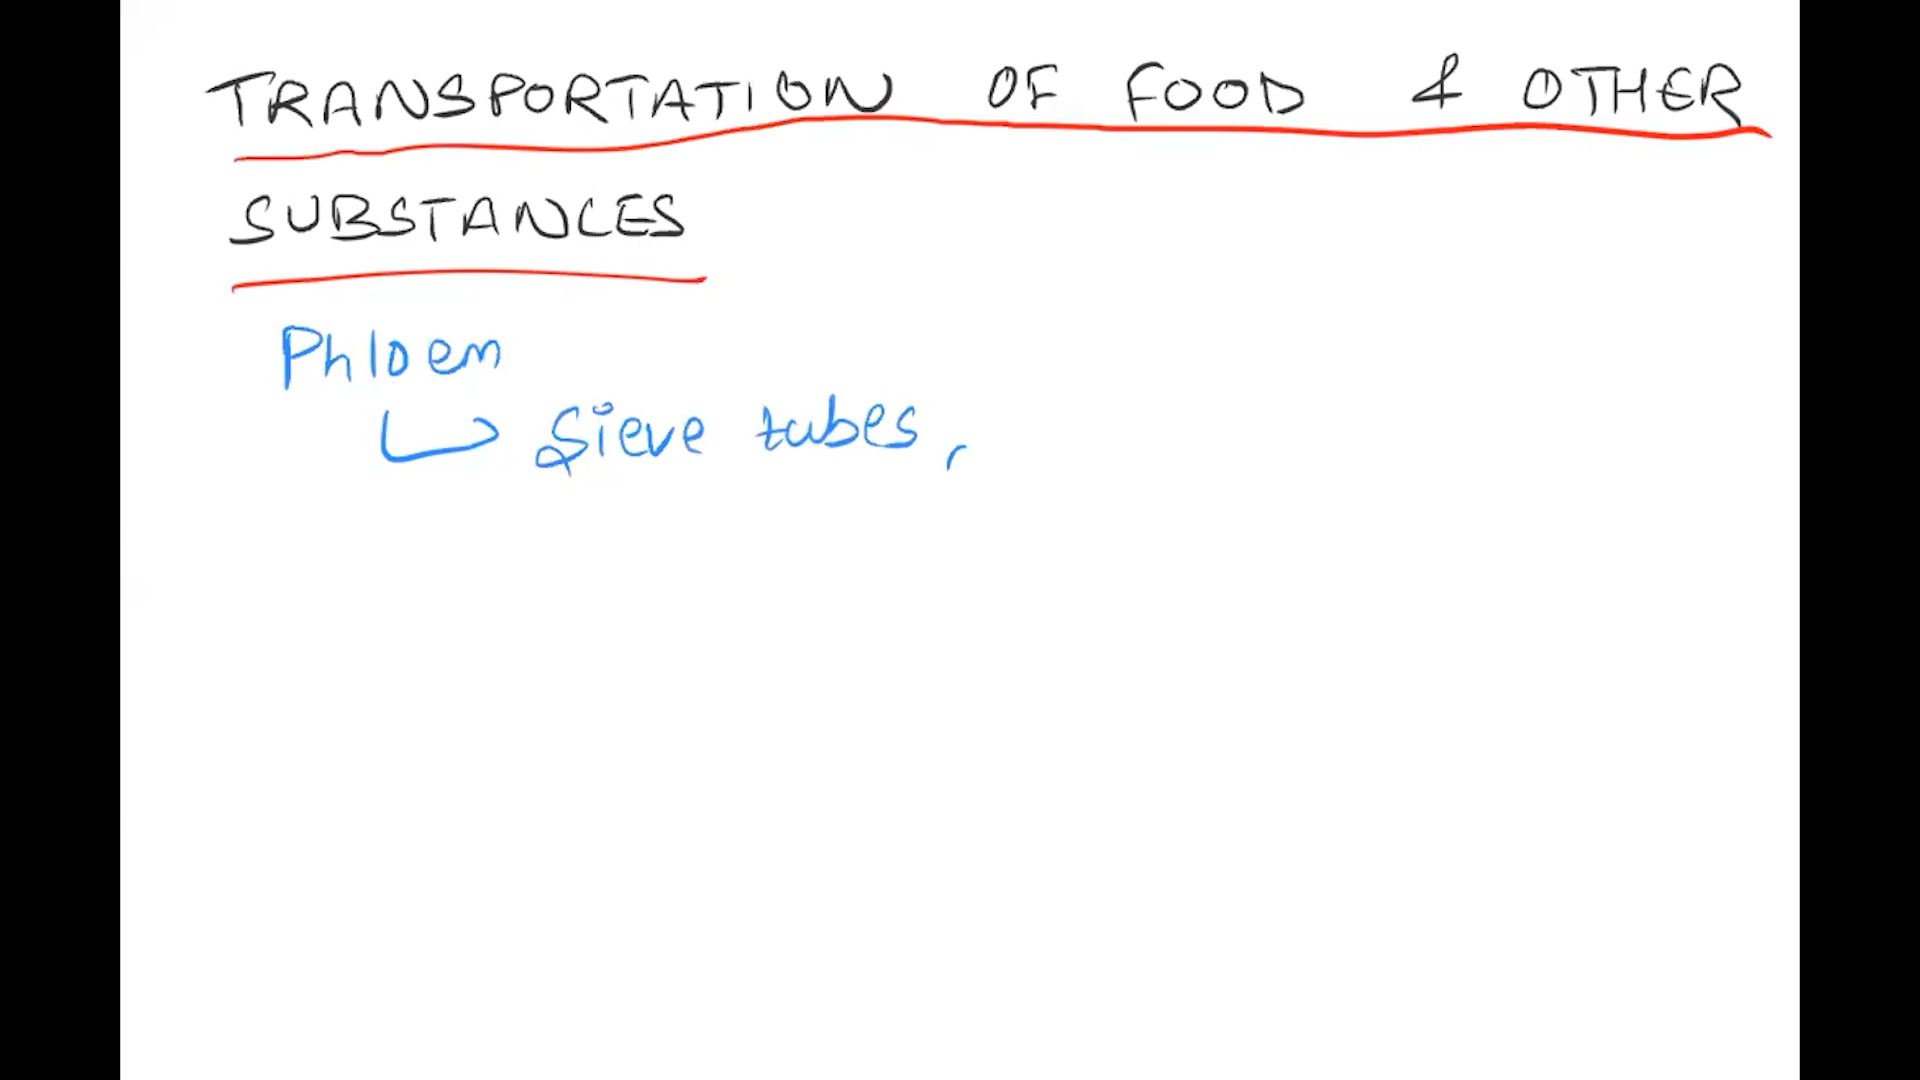 TRANSPORTATION OF FOOD & OTHER
SUBSTANCES
Phloem
Sieve tubes,